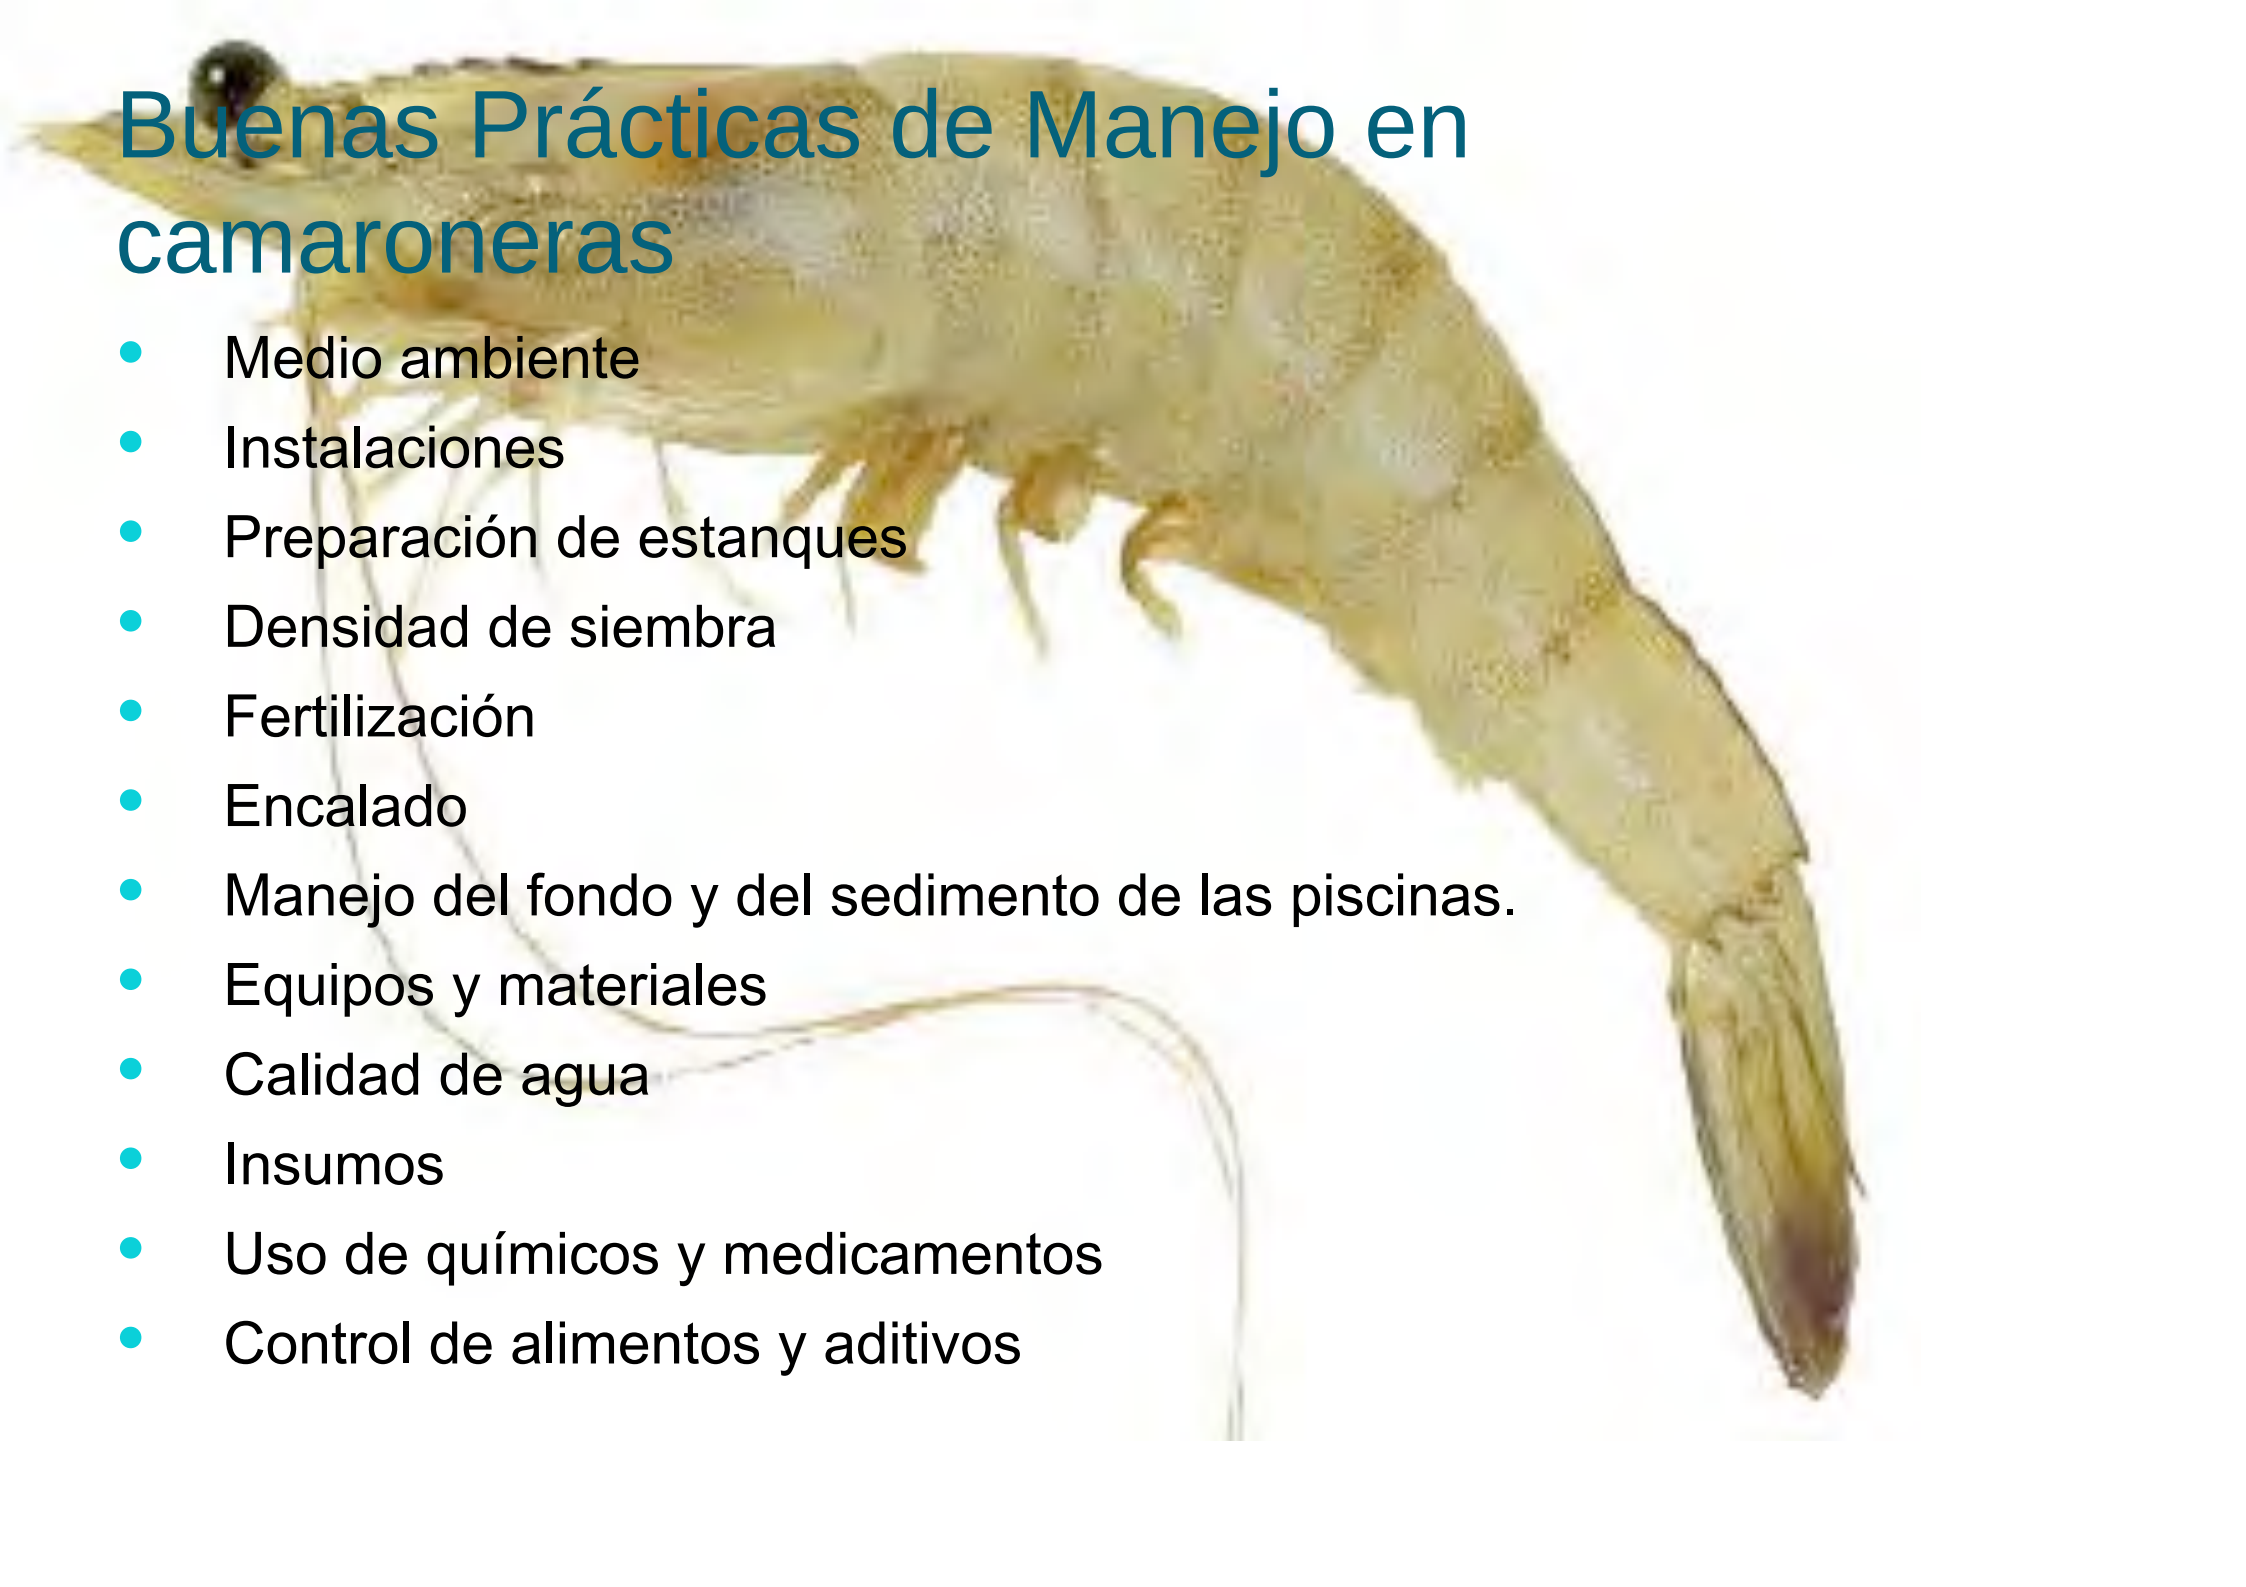 Buenas Prácticas de Manejo en
camaroneras
• Medio ambiente
• Instalaciones
• Preparación de estanques
• Densidad de siembra
• Fertilización
• Encalado
• Manejo del fondo y del sedimento de las piscinas.
• Equipos y materiales
• Calidad de agua
• Insumos
• Uso de químicos y medicamentos
• Control de alimentos y aditivos